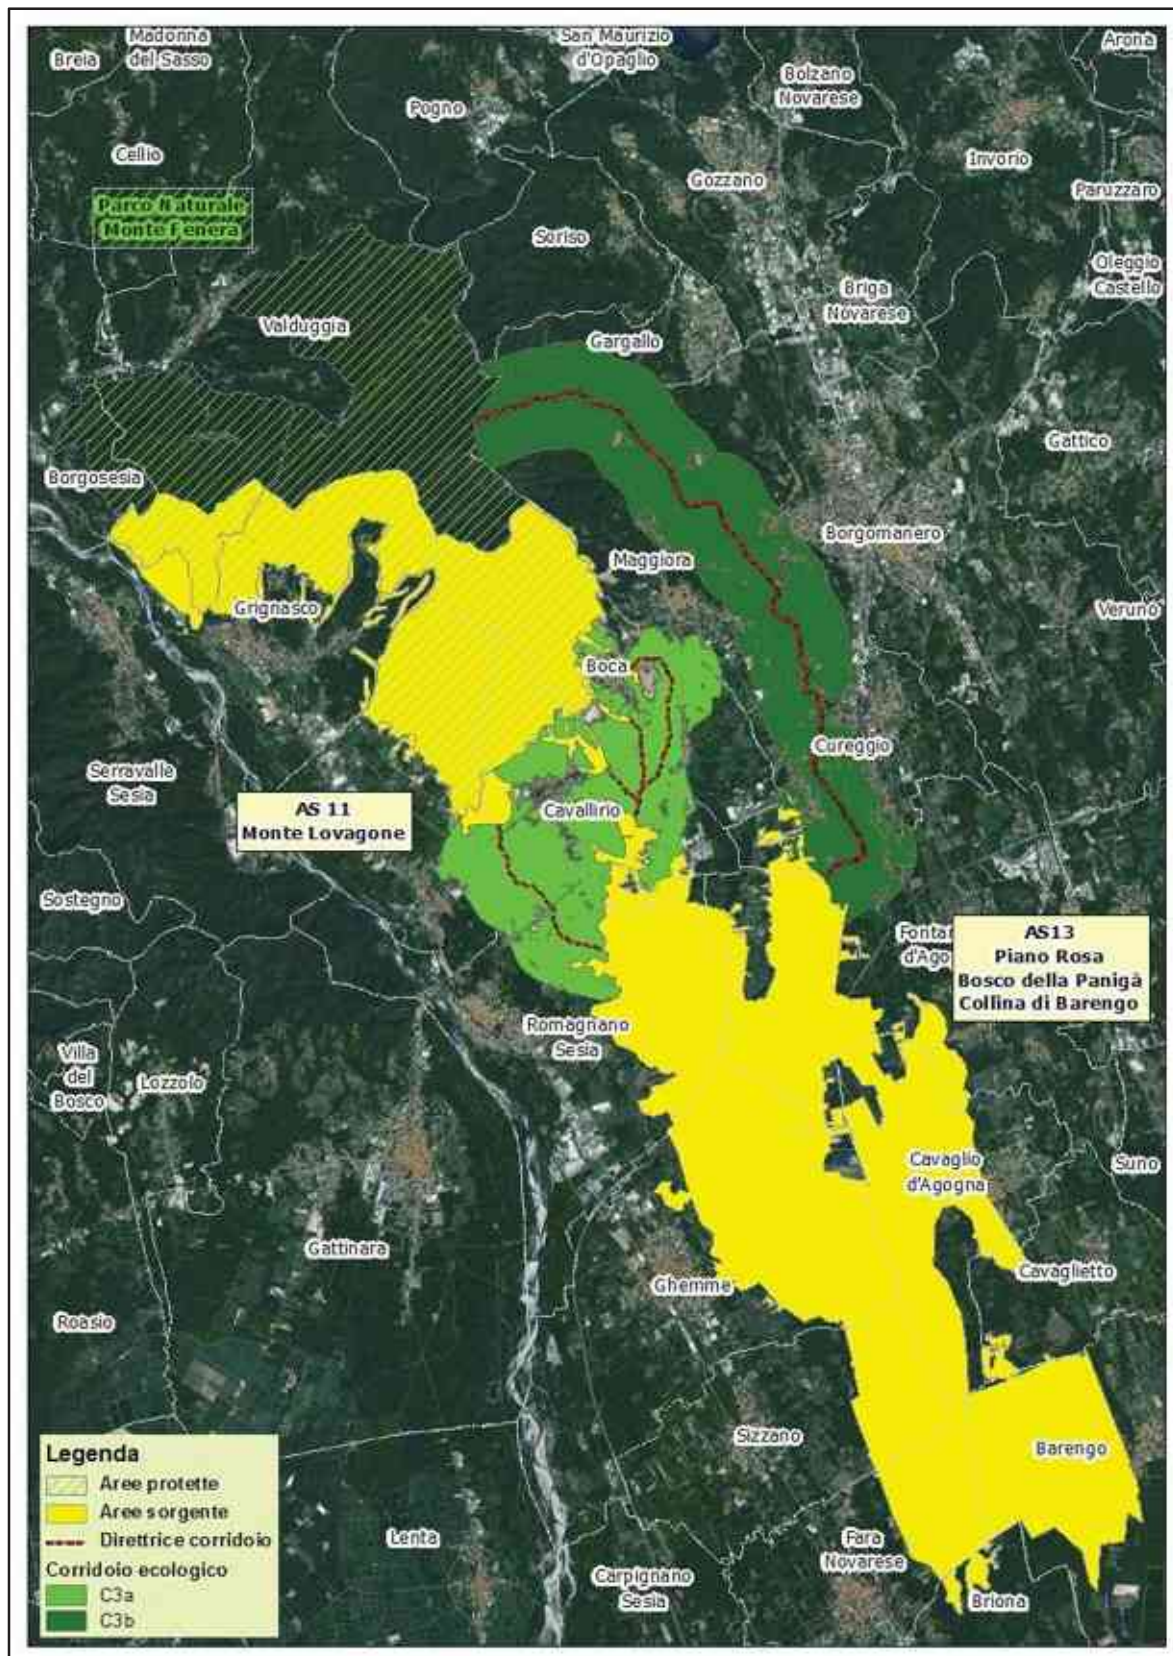 Madonna
del Sasso
Breia
San Maurizio
d'Opaglio
Arona
Bolzano
Novarese
Pogno
Cellio
Invorio
Gozzano
Paruzzaro
Parco Naturale
Monte Fenera
Soriso
Oleggio
Castello
Briga
Novarese
Valduggia
Gargallo
Gattico
Borgosesia
Borgomanero
Maggiora
Grignasco
Veruno
Boca
Cureggio
Serravalle
Sesia
AS 11
Monte Lovagone
Cavallirio
Sostegno
AS13
Piano Rosa
Bosco della Panigà
Collina di Barengo
Romagnano
Sesia
Villa
del
Bosco
Lozzolo
Cavaglio
d'Agogna
Suno
Gattinara
Ghemme
Cavaglietto
Roasio
Sizzano
Barengo
Legenda
Aree protette
Aree sorgente
Direttrice corridoio
Corridoio ecologico
C3a
C3b
Lenta
Fara
Novarese
Carpignano
Sesia
Briona